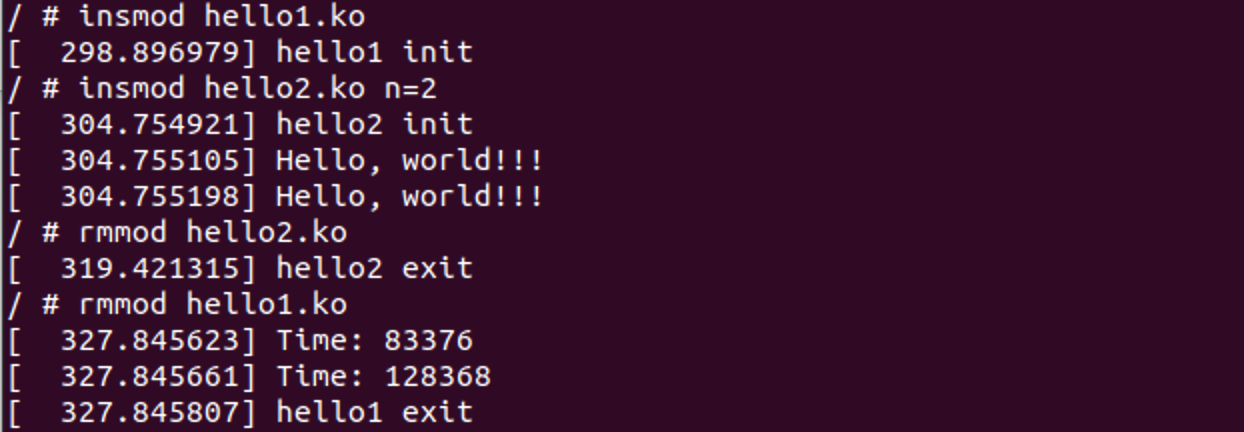 / # insmod hello1.ko
[  298.896979] hello1 init
/ # insmod hello2.ko n=2
[  304.754921] hello2 init
[  304.755105] Hello, world!!!
[  304.755198] Hello, world!!!
/ # rmmod hello2.ko
[  319.421315] hello2 exit
/ # rmmod hello1.ko
[  327.845623] Time: 83376
[  327.845661] Time: 128368
[  327.845807] hello1 exit